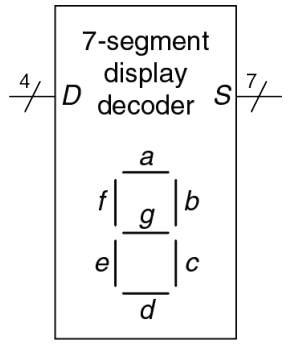 7-segment
display
decoder
4 D S 7
a
f b
g
e c
d